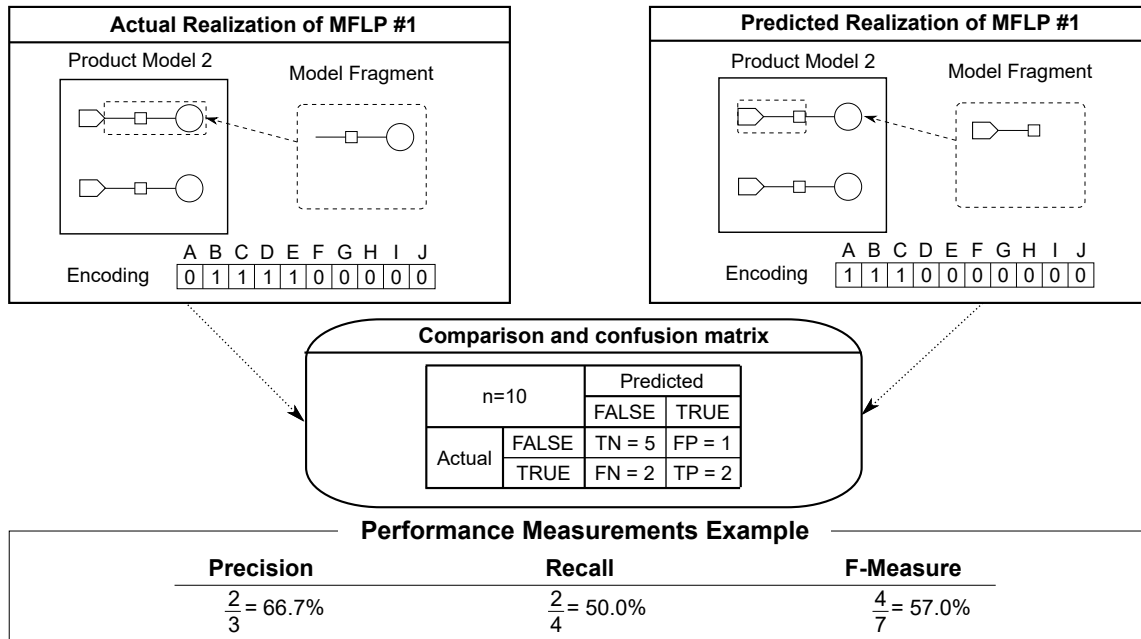 Actual Realization of MFLP #1
Product Model 2
Model Fragment
A B C D E F G H I J
Encoding 0 1 1 1 1 0 0 0 0 0
Predicted Realization of MFLP #1
Product Model 2
Model Fragment
A B C D E F G H I J
Encoding 1 1 1 0 0 0 0 0 0 0
Comparison and confusion matrix
n=10 Predicted
FALSE TRUE
Actual FALSE TN = 5 FP = 1
TRUE FN = 2 TP = 2
Performance Measurements Example
Precision Recall F-Measure
2/3 = 66.7% 2/4 = 50.0% 4/7 = 57.0%